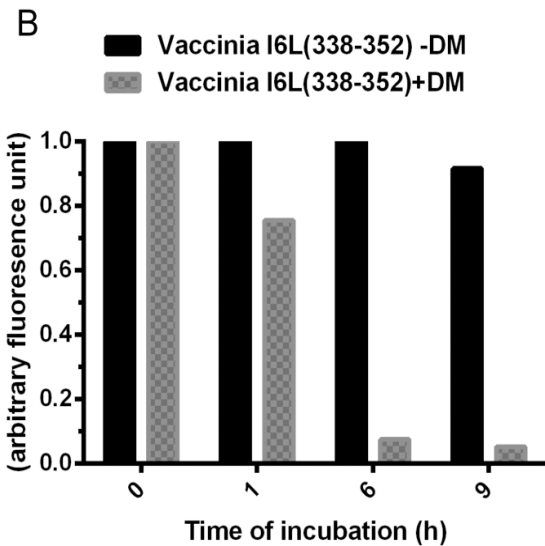 B
Vaccinia I6L(338-352) -DM
Vaccinia I6L(338-352)+DM
(arbitrary fluoresence unit)
1.0
0.8
0.6
0.4
0.2
0.0
0
1
6
9
Time of incubation (h)